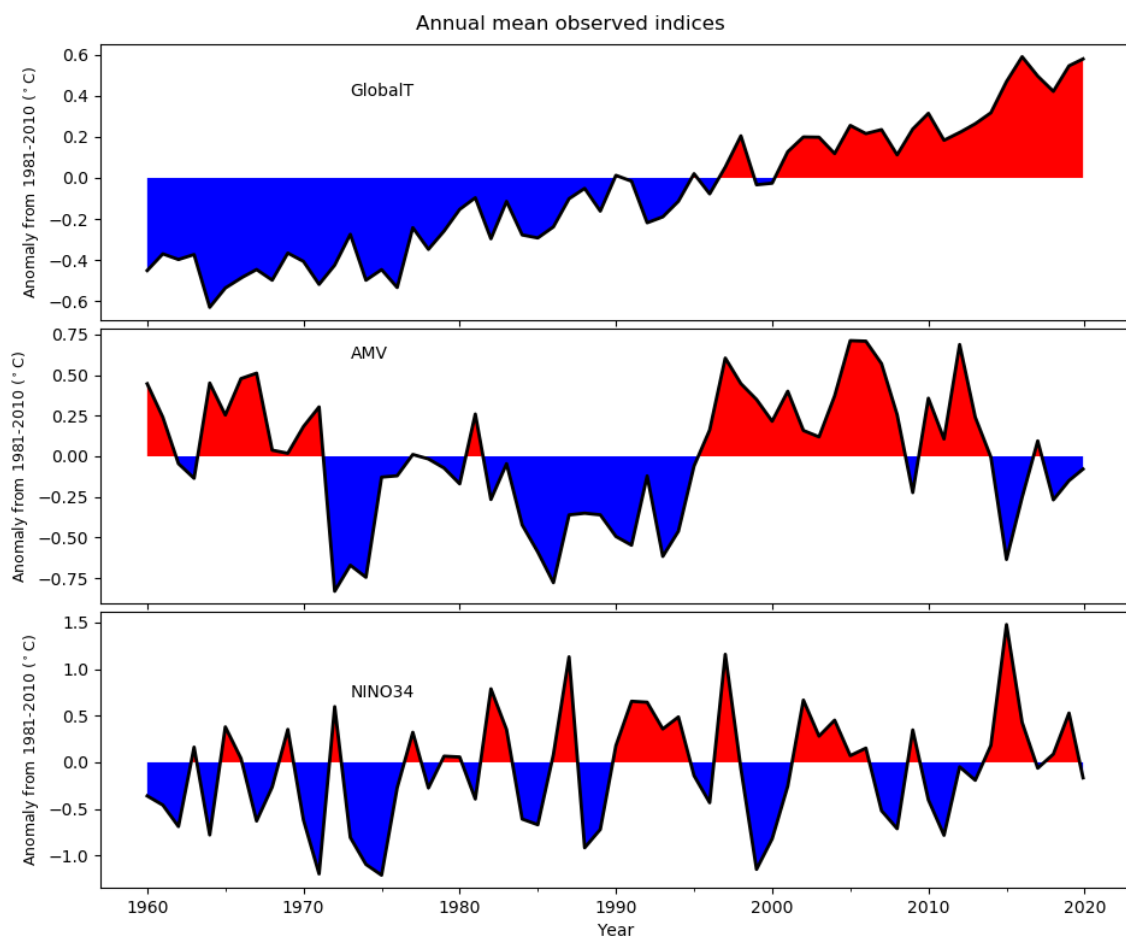 Annual mean observed indices
Anomaly from 1981-2010 (°C)
0.6
0.4
0.2
0.0
−0.2
−0.4
−0.6
GlobalT
Anomaly from 1981-2010 (°C)
0.75
0.50
0.25
0.00
−0.25
−0.50
−0.75
AMV
Anomaly from 1981-2010 (°C)
1.5
1.0
0.5
0.0
−0.5
−1.0
NINO34
1960 1970 1980 1990 2000 2010 2020
Year